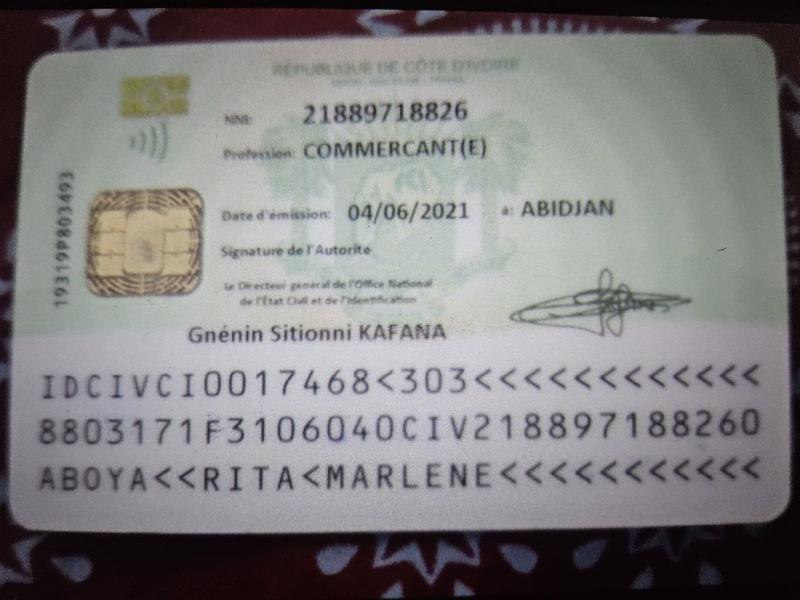 RÉPUBLIQUE DE CÔTE D'IVOIRE
NNI: 21889718826
Profession: COMMERCANT(E)
Date d'émission: 04/06/2021 à: ABIDJAN
Signature de l'Autorite
Le Directeur général de l'Office National
de l'État Civil et de l'Identification
Gnénin Sitionni KAFANA
19319P803493
IDCIVCI0017468<303<<<<<<<<<<<<
8803171F3106040CIV218897188260
ABOYA<<RITA<MARLENE<<<<<<<<<<<